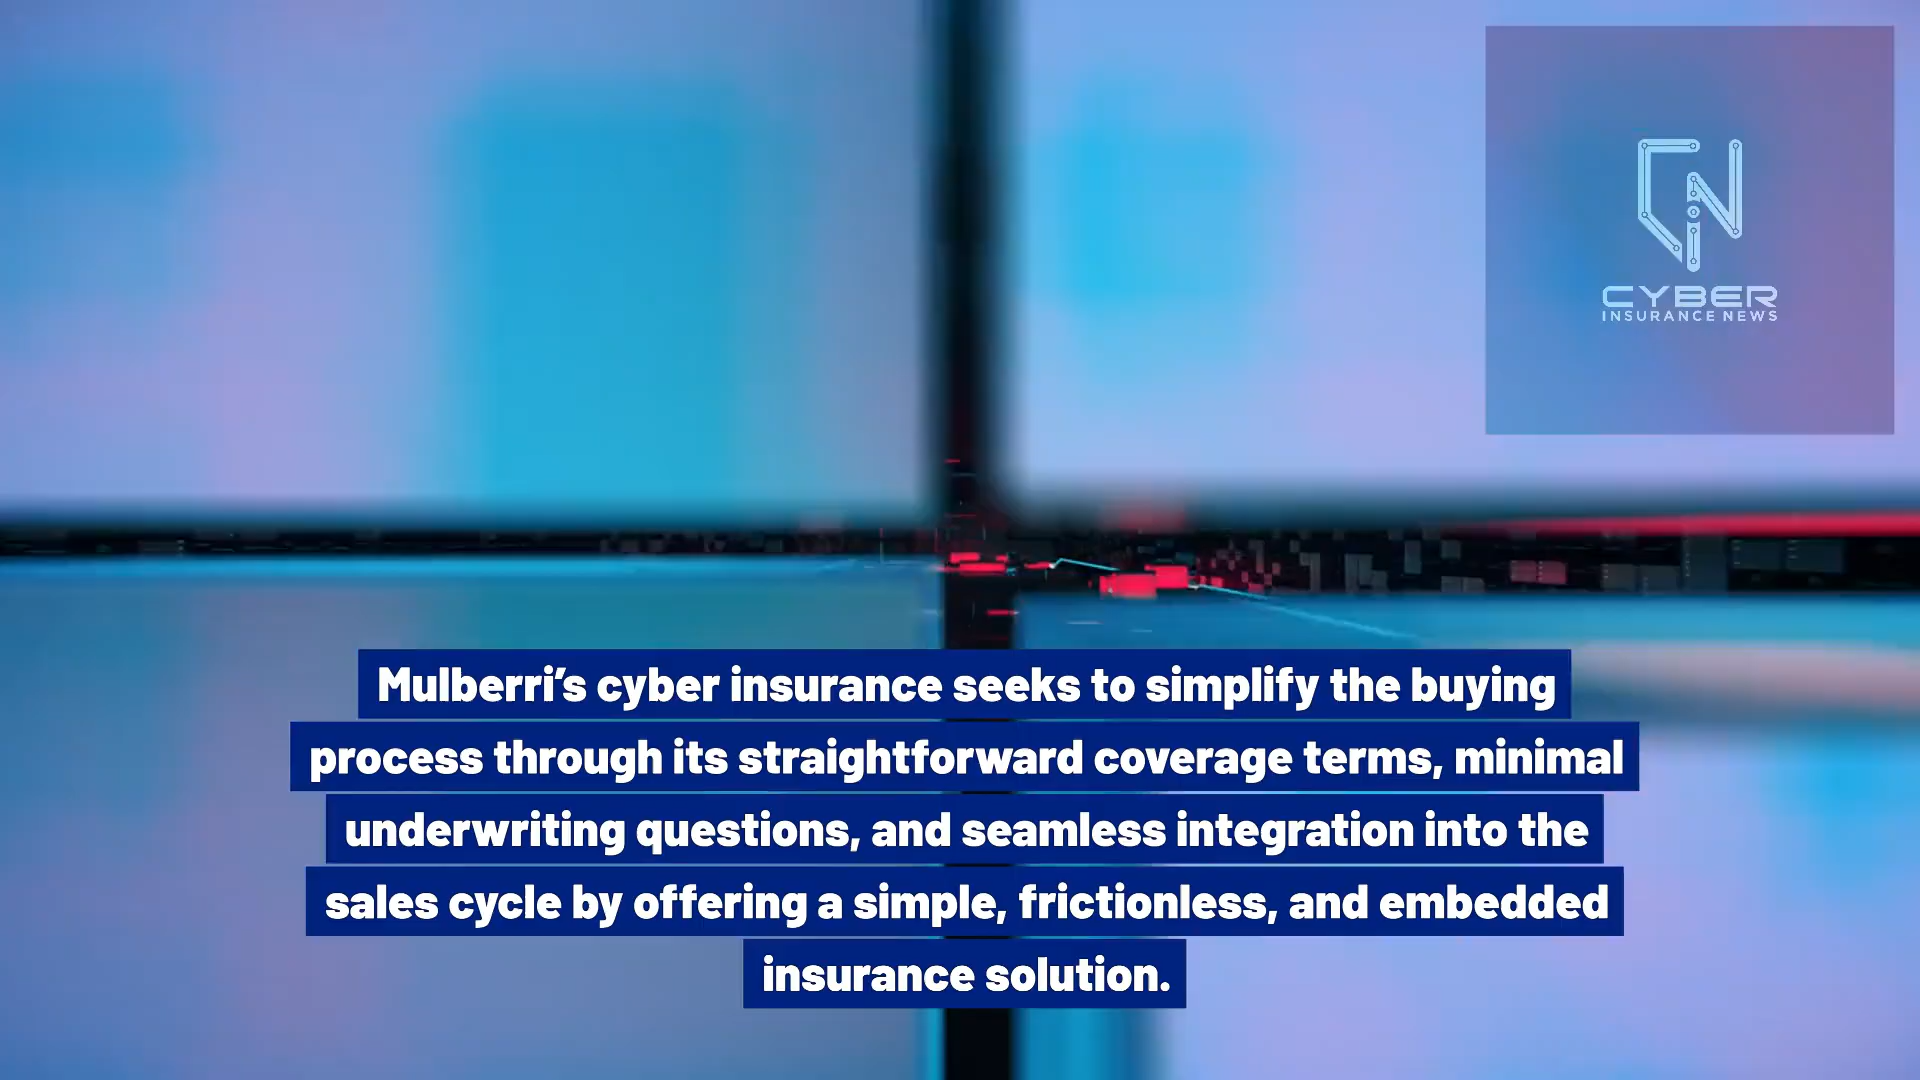 CYBER
INSURANCE NEWS
Mulberri’s cyber insurance seeks to simplify the buying
process through its straightforward coverage terms, minimal
underwriting questions, and seamless integration into the
sales cycle by offering a simple, frictionless, and embedded
insurance solution.